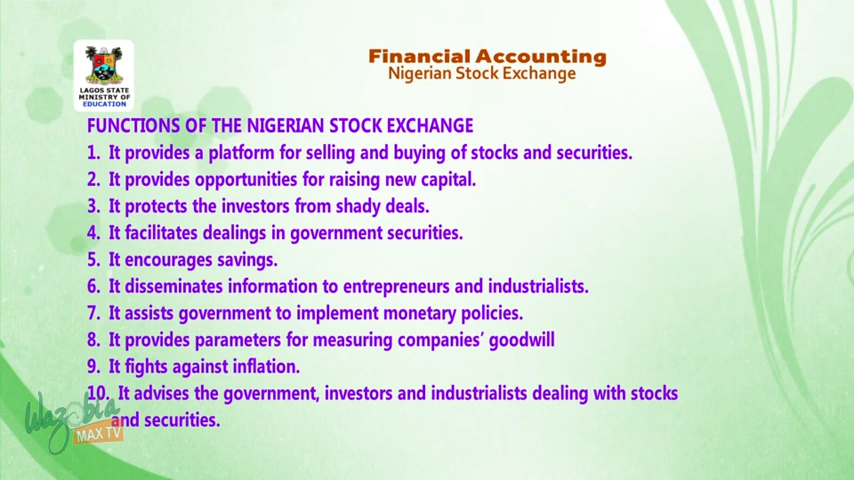 LAGOS STATE
MINISTRY OF
EDUCATION
Financial Accounting
Nigerian Stock Exchange
FUNCTIONS OF THE NIGERIAN STOCK EXCHANGE
1. It provides a platform for selling and buying of stocks and securities.
2. It provides opportunities for raising new capital.
3. It protects the investors from shady deals.
4. It facilitates dealings in government securities.
5. It encourages savings.
6. It disseminates information to entrepreneurs and industrialists.
7. It assists government to implement monetary policies.
8. It provides parameters for measuring companies’ goodwill
9. It fights against inflation.
10. It advises the government, investors and industrialists dealing with stocks
and securities.
Wazobia
MAX TV